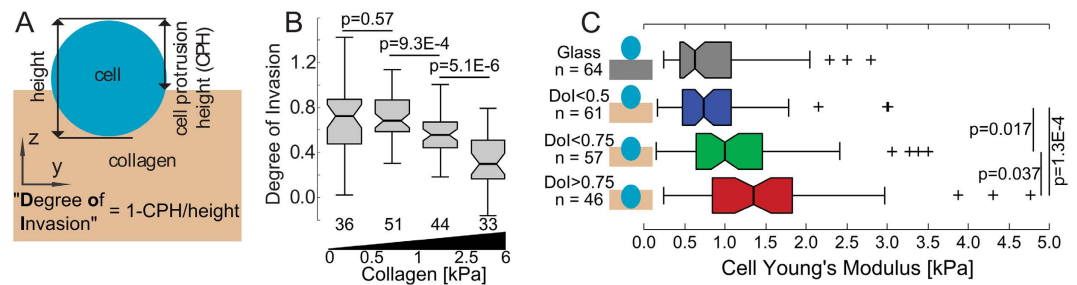 A
height
cell
cell protrusion
height (CPH)
z
y
collagen
"Degree of
Invasion" = 1-CPH/height
B
Degree of Invasion
1.2
0.8
0.4
0.0
p=0.57
p=9.3E-4
p=5.1E-6
36 51 44 33
0 0.5 1 2.5 6
Collagen [kPa]
C
Glass
n = 64
DoI<0.5
n = 61
DoI<0.75
n = 57
DoI>0.75
n = 46
p=0.017
p=0.037
p=1.3E-4
0.0 0.5 1.0 1.5 2.0 2.5 3.0 3.5 4.0 4.5 5.0
Cell Young's Modulus [kPa]